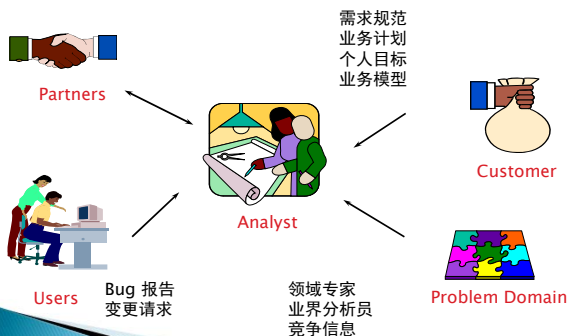 需求规范
业务计划
个人目标
业务模型
Partners
Customer
Analyst
Users
Bug 报告
变更请求
领域专家
业界分析员
竞争信息
Problem Domain